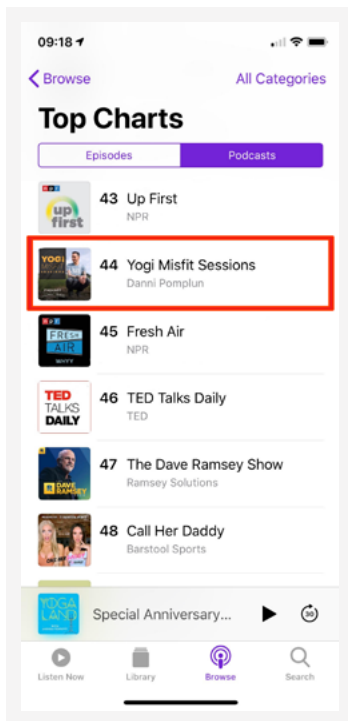 09:18
Browse
All Categories
Top Charts
Episodes
Podcasts
npr
up
first
43 Up First
NPR
YOGI
MISFIT
44 Yogi Misfit Sessions
Danni Pomplun
npr
FRESH
AIR
WHYY
45 Fresh Air
NPR
TED
TALKS
DAILY
46 TED Talks Daily
TED
DAVE
RAMSEY
47 The Dave Ramsey Show
Ramsey Solutions
48 Call Her Daddy
Barstool Sports
YOGA
LAND
Special Anniversary...
30
Listen Now
Library
Browse
Search